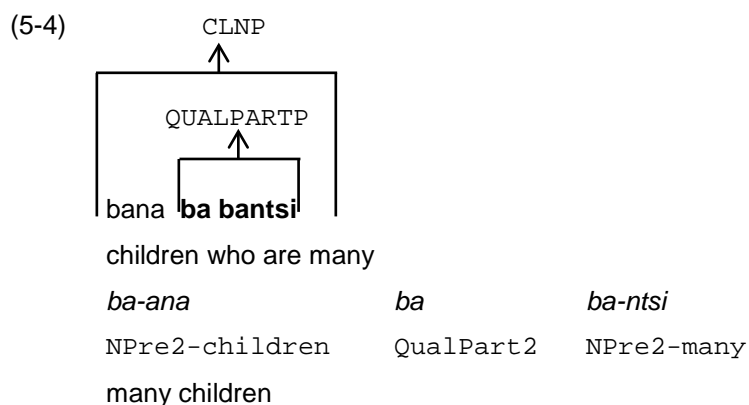 (5-4) CLNP
QUALPARTP
bana ba bantsi
children who are many
ba-ana ba ba-ntsi
NPre2-children QualPart2 NPre2-many
many children